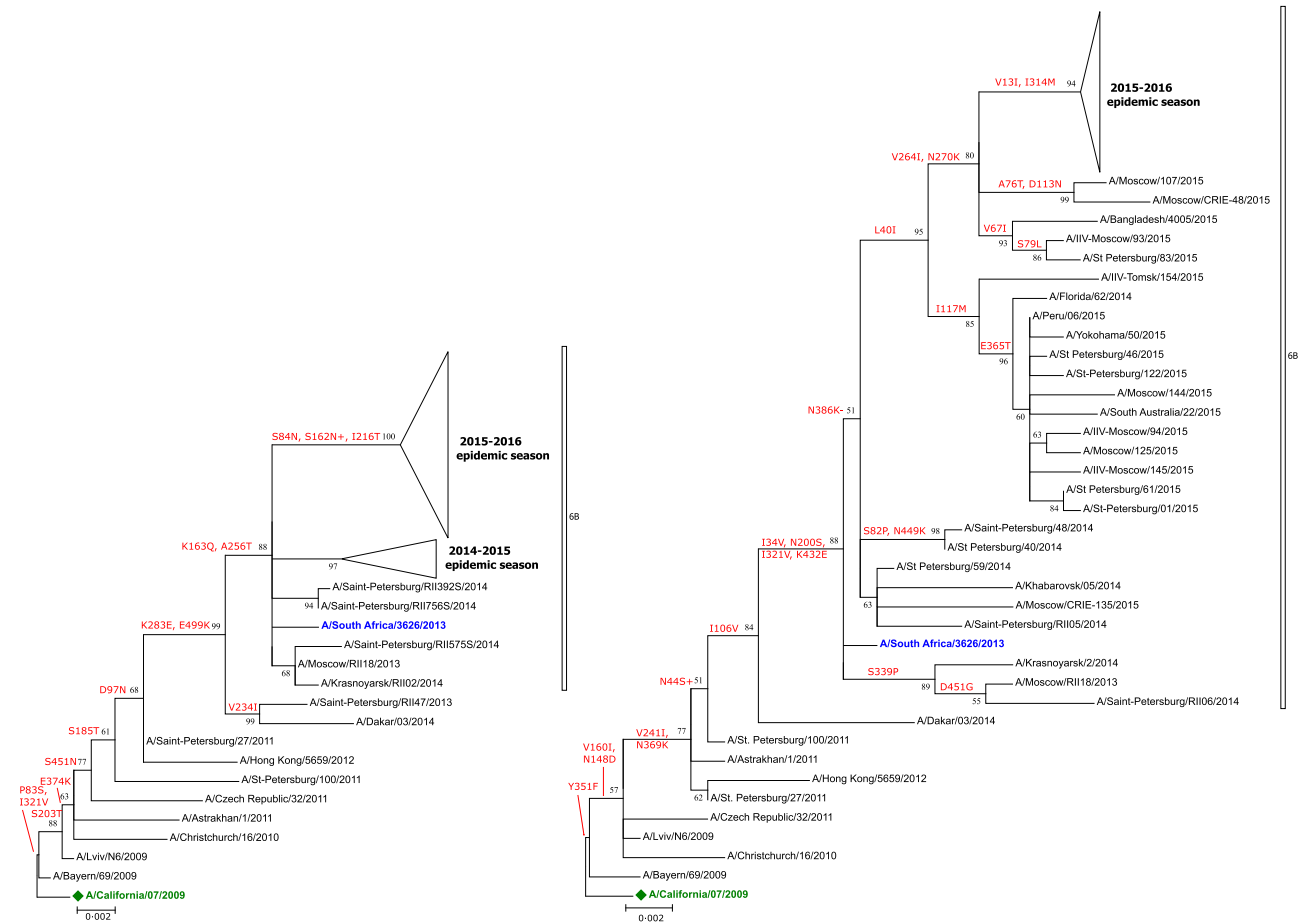 S84N, S162N+, I216T
100
2015-2016
epidemic season
6B
K163Q, A256T
88
97
2014-2015
epidemic season
A/Saint-Petersburg/RII392S/2014
94
A/Saint-Petersburg/RII756S/2014
A/South Africa/3626/2013
A/Saint-Petersburg/RII575S/2014
A/Moscow/RII18/2013
68
A/Krasnoyarsk/RII02/2014
K283E, E499K
99
V234I
99
A/Saint-Petersburg/RII47/2013
A/Dakar/03/2014
D97N
68
A/Saint-Petersburg/27/2011
S185T
61
A/Hong Kong/5659/2012
A/St-Petersburg/100/2011
S451N
77
A/Czech Republic/32/2011
E374K
63
A/Astrakhan/1/2011
P83S,
I321V
S203T
88
A/Christchurch/16/2010
A/Lviv/N6/2009
A/Bayern/69/2009
A/California/07/2009
0·002
V13I, I314M
94
2015-2016
epidemic season
V264I, N270K
80
A76T, D113N
99
A/Moscow/107/2015
A/Moscow/CRIE-48/2015
V67I
93
A/Bangladesh/4005/2015
S79L
86
A/IIV-Moscow/93/2015
A/St Petersburg/83/2015
L40I
95
I117M
85
A/IIV-Tomsk/154/2015
A/Florida/62/2014
E365T
96
A/Peru/06/2015
A/Yokohama/50/2015
A/St Petersburg/46/2015
A/St-Petersburg/122/2015
A/Moscow/144/2015
60
A/South Australia/22/2015
63
A/IIV-Moscow/94/2015
A/Moscow/125/2015
A/IIV-Moscow/145/2015
A/St Petersburg/61/2015
84
A/St-Petersburg/01/2015
6B
N386K-
51
S82P, N449K
98
A/Saint-Petersburg/48/2014
A/St Petersburg/40/2014
I34V, N200S,
I321V, K432E
88
A/St Petersburg/59/2014
A/Khabarovsk/05/2014
63
A/Moscow/CRIE-135/2015
A/Saint-Petersburg/RII05/2014
A/South Africa/3626/2013
S339P
89
A/Krasnoyarsk/2/2014
D451G
55
A/Moscow/RII18/2013
A/Saint-Petersburg/RII06/2014
I106V
84
A/Dakar/03/2014
N44S+
51
A/St. Petersburg/100/2011
V241I,
N369K
77
A/Astrakhan/1/2011
A/Hong Kong/5659/2012
62
A/St. Petersburg/27/2011
V160I,
N148D
57
A/Czech Republic/32/2011
A/Lviv/N6/2009
A/Christchurch/16/2010
Y351F
A/Bayern/69/2009
A/California/07/2009
0·002